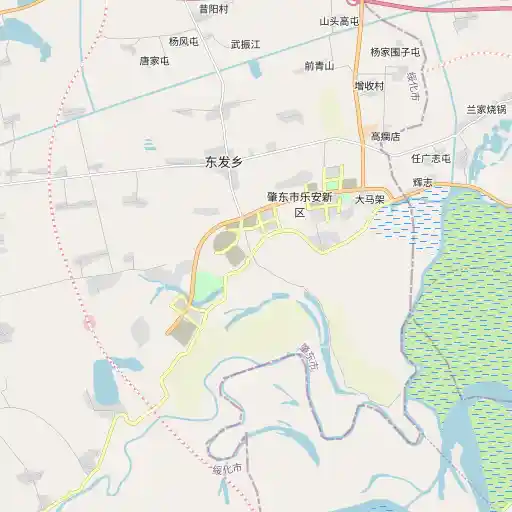 昔阳村
山头高屯
杨风屯
武振江
杨家围子屯
唐家屯
前青山
绥化市
增收村
兰家烧锅
高瘸店
东发乡
任广志屯
辉志
肇东市乐安新
区
大马架
肇东市
绥化市